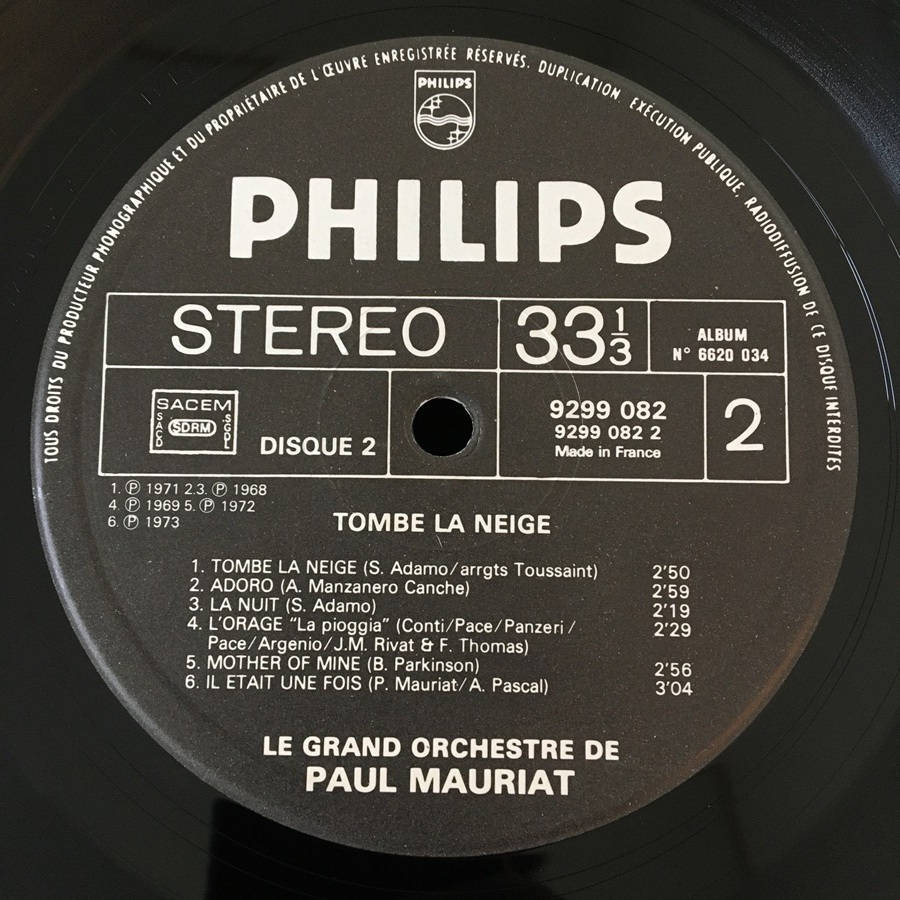 TOUS DROITS DU PRODUCTEUR PHONOGRAPHIQUE ET DU PROPRIÉTAIRE DE L'ŒUVRE ENREGISTRÉE RÉSERVÉS. DUPLICATION, EXÉCUTION PUBLIQUE, RADIODIFFUSION DE CE DISQUE INTERDITES
PHILIPS
PHILIPS
STEREO
33 1/3
ALBUM
N° 6620 034
SACEM
SACD
SDRM
SGDL
DISQUE 2
9299 082
9299 082 2
Made in France
2
1. ℗ 1971 2.3. ℗ 1968
4. ℗ 1969 5. ℗ 1972
6. ℗ 1973
TOMBE LA NEIGE
1. TOMBE LA NEIGE (S. Adamo/arrgts Toussaint) 2'50
2. ADORO (A. Manzanero Canche) 2'59
3. LA NUIT (S. Adamo) 2'19
4. L'ORAGE "La pioggia" (Conti/Pace/Panzeri/ 2'29
Pace/Argenio/J.M. Rivat & F. Thomas)
5. MOTHER OF MINE (B. Parkinson) 2'56
6. IL ETAIT UNE FOIS (P. Mauriat/A. Pascal) 3'04
LE GRAND ORCHESTRE DE
PAUL MAURIAT